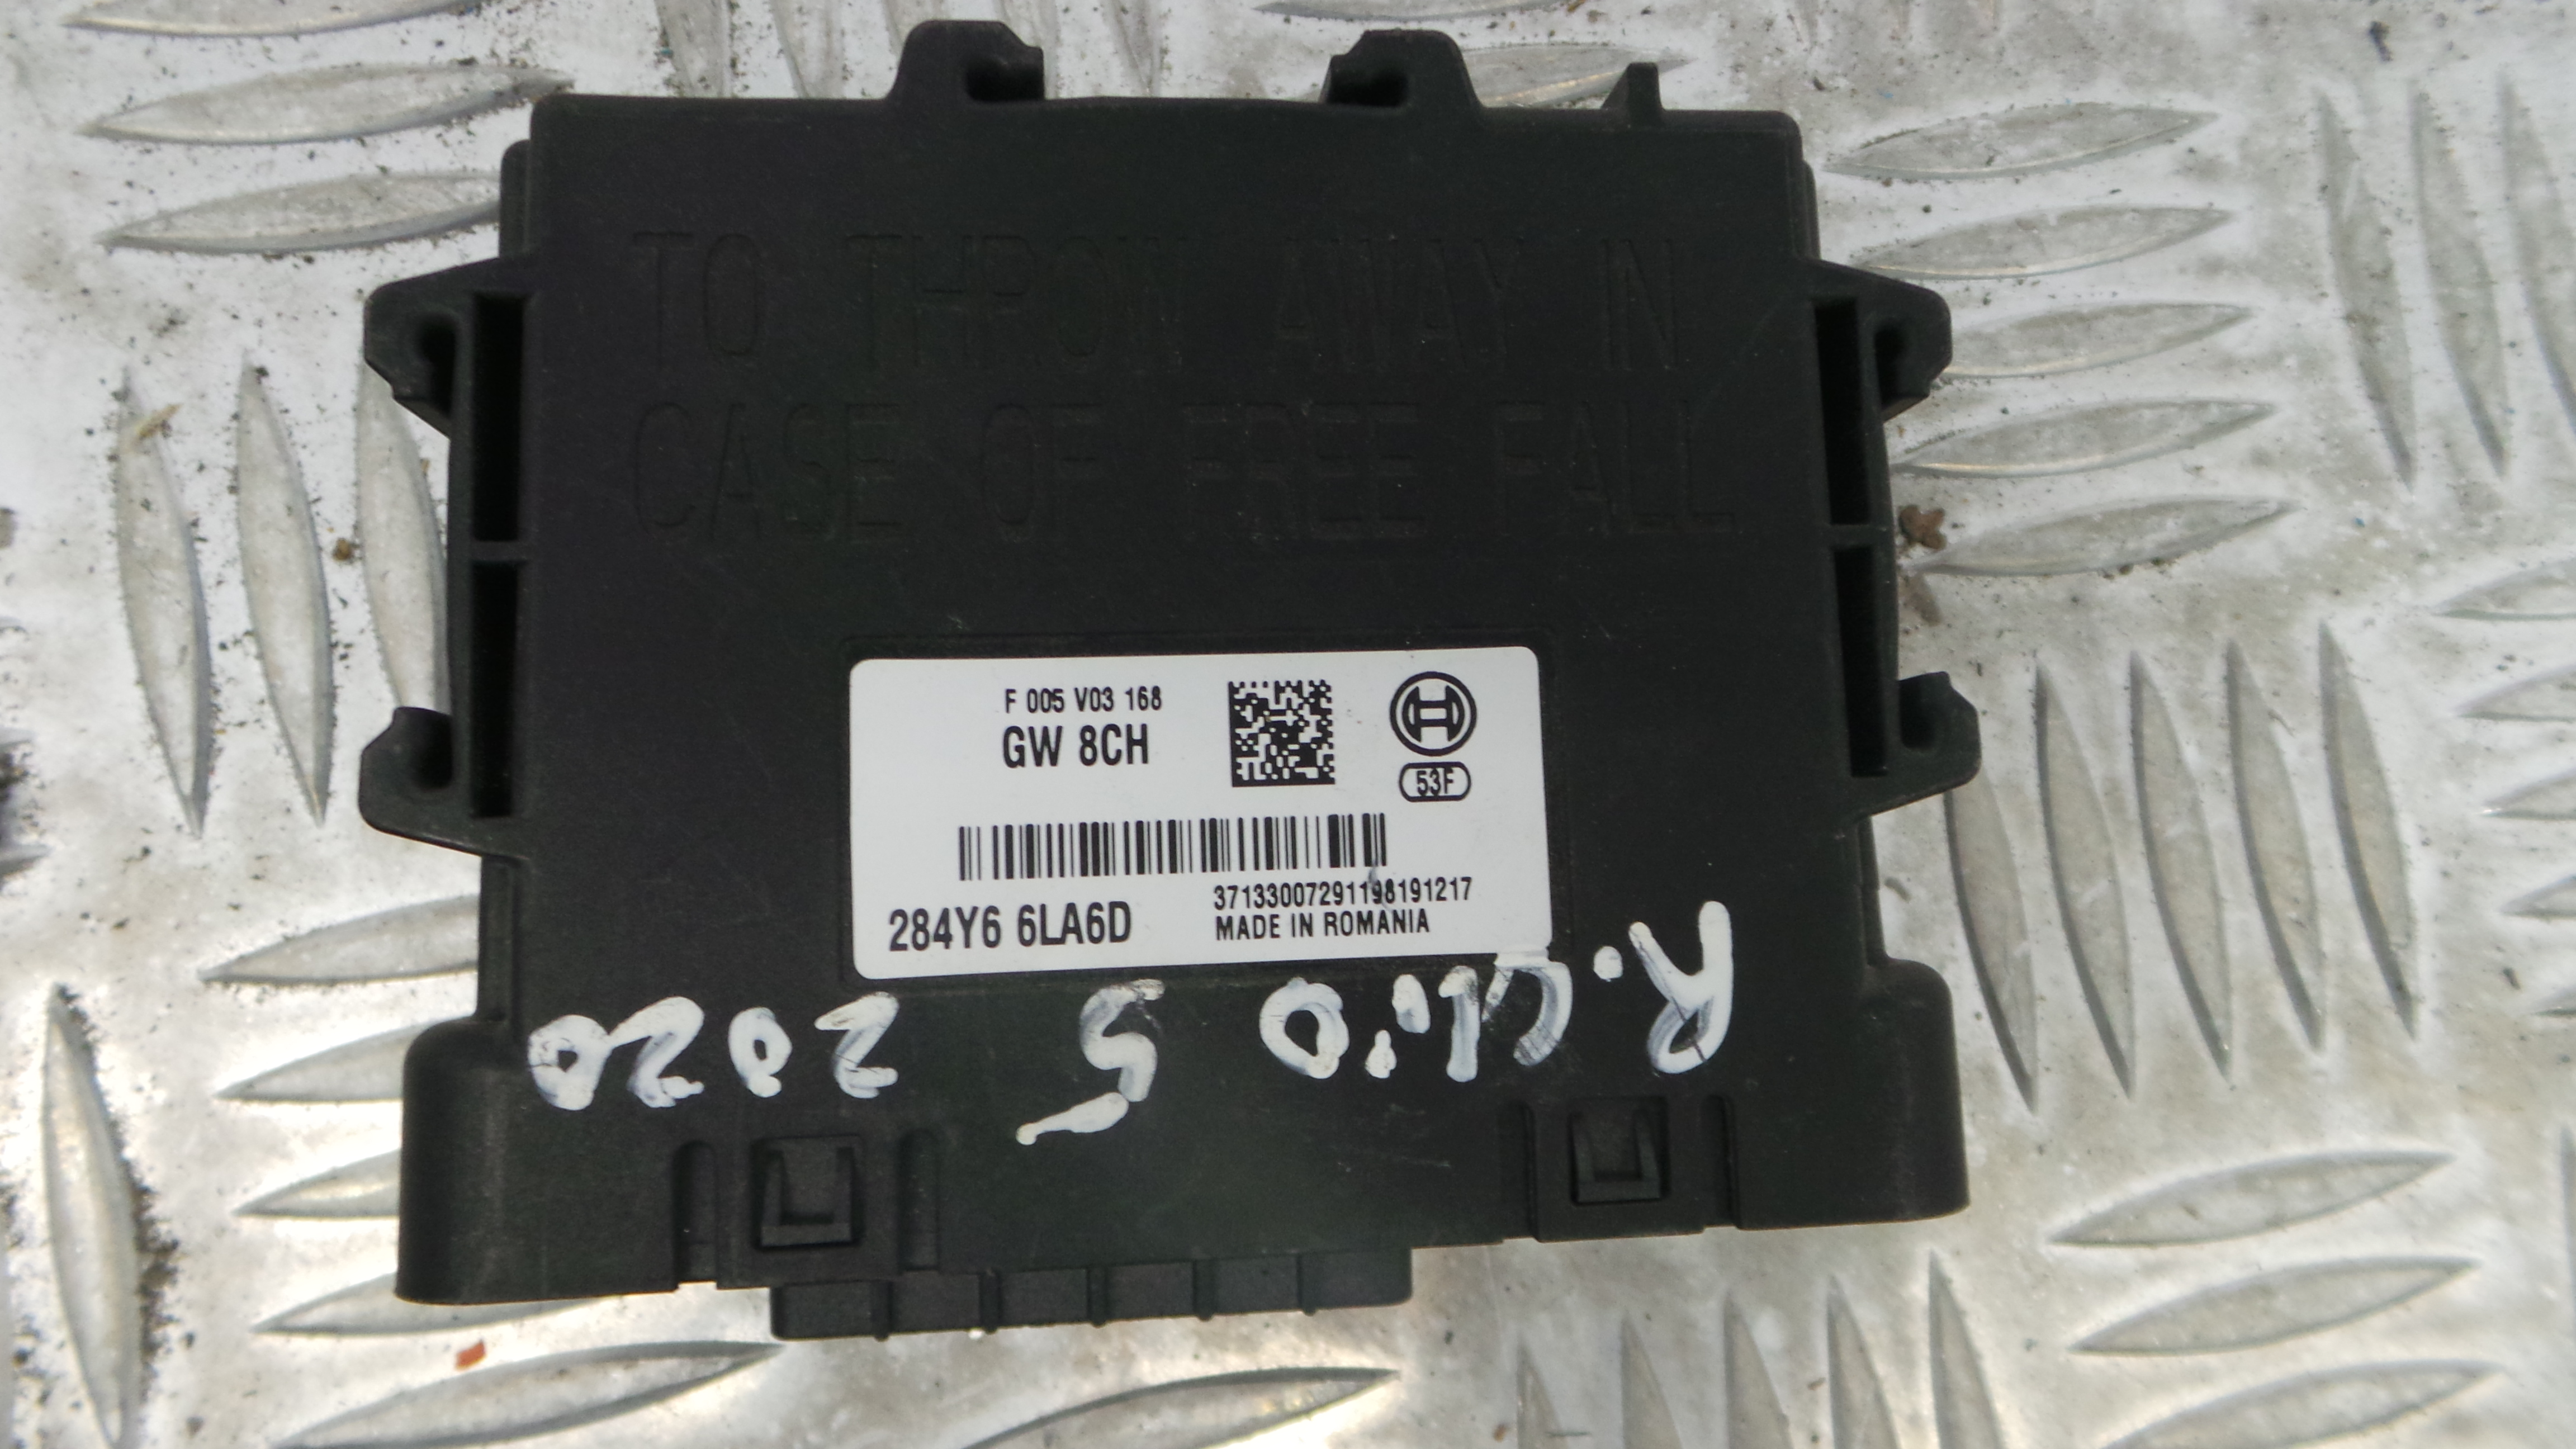 TO THROW AWAY IN
CASE OF FREE FALL
F 005 V03 168
GW 8CH
53F
37133007291198191217
284Y6 6LA6D
MADE IN ROMANIA
R. CLiO 5 2020